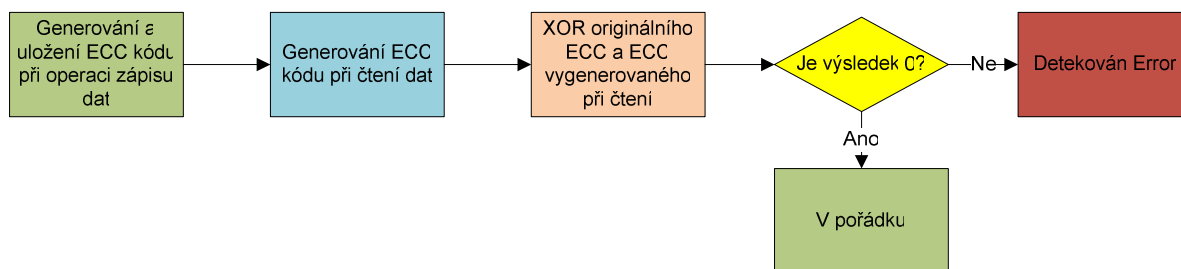 Generování a
uložení ECC kódu
při operaci zápisu
dat
Generování ECC
kódu při čtení dat
XOR originálního
ECC a ECC
vygenerovaného
při čtení
Je výsledek 0?
Ne
Detekován Error
Ano
V pořádku